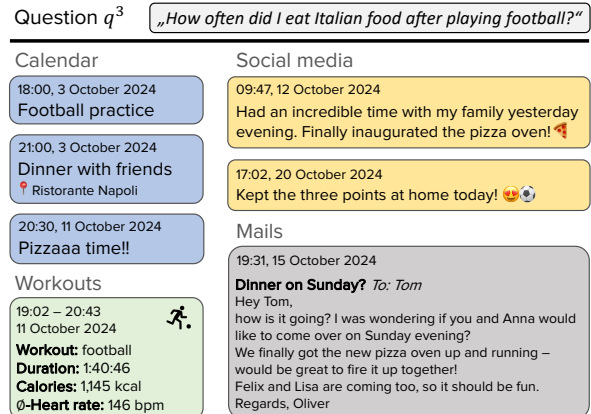 Question q³ „How often did I eat Italian food after playing football?“
Calendar
18:00, 3 October 2024
Football practice
21:00, 3 October 2024
Dinner with friends
📍 Ristorante Napoli
20:30, 11 October 2024
Pizzaaa time!!
Workouts
19:02 – 20:43
11 October 2024
Workout: football
Duration: 1:40:46
Calories: 1,145 kcal
Ø-Heart rate: 146 bpm
Social media
09:47, 12 October 2024
Had an incredible time with my family yesterday
evening. Finally inaugurated the pizza oven!🍕
17:02, 20 October 2024
Kept the three points at home today! 😍⚽
Mails
19:31, 15 October 2024
Dinner on Sunday? To: Tom
Hey Tom,
how is it going? I was wondering if you and Anna would
like to come over on Sunday evening?
We finally got the new pizza oven up and running –
would be great to fire it up together!
Felix and Lisa are coming too, so it should be fun.
Regards, Oliver